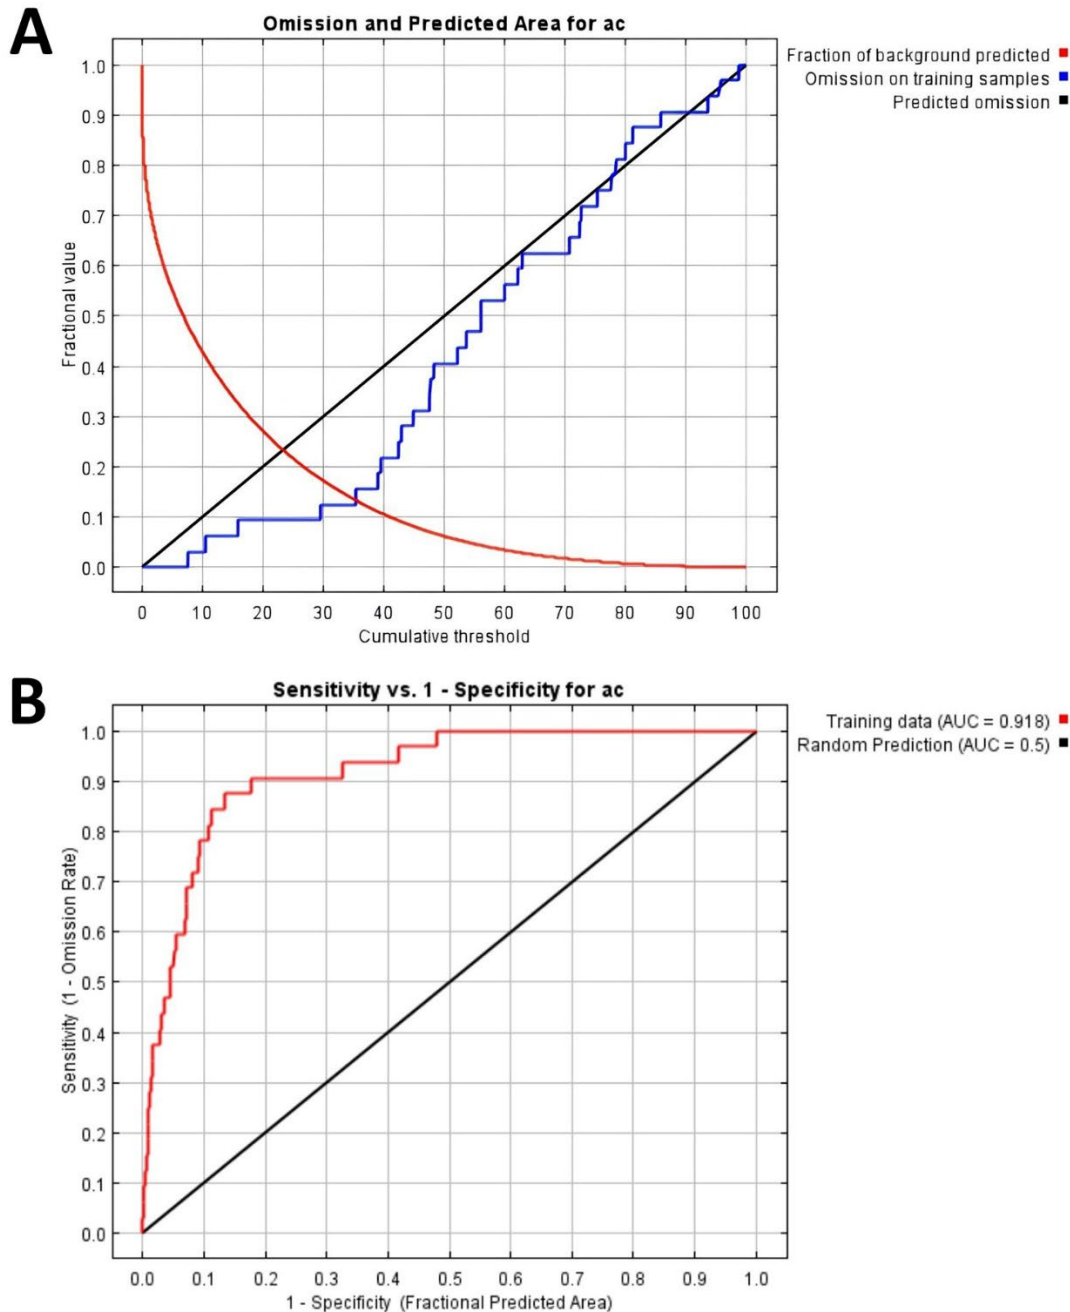 A
Omission and Predicted Area for ac
Fraction of background predicted
Omission on training samples
Predicted omission
1.0
0.9
0.8
0.7
0.6
0.5
0.4
0.3
0.2
0.1
0.0
Fractional value
0 10 20 30 40 50 60 70 80 90 100
Cumulative threshold
B
Sensitivity vs. 1 - Specificity for ac
Training data (AUC = 0.918)
Random Prediction (AUC = 0.5)
1.0
0.9
0.8
0.7
0.6
0.5
0.4
0.3
0.2
0.1
0.0
Sensitivity (1 - Omission Rate)
0.0 0.1 0.2 0.3 0.4 0.5 0.6 0.7 0.8 0.9 1.0
1 - Specificity (Fractional Predicted Area)